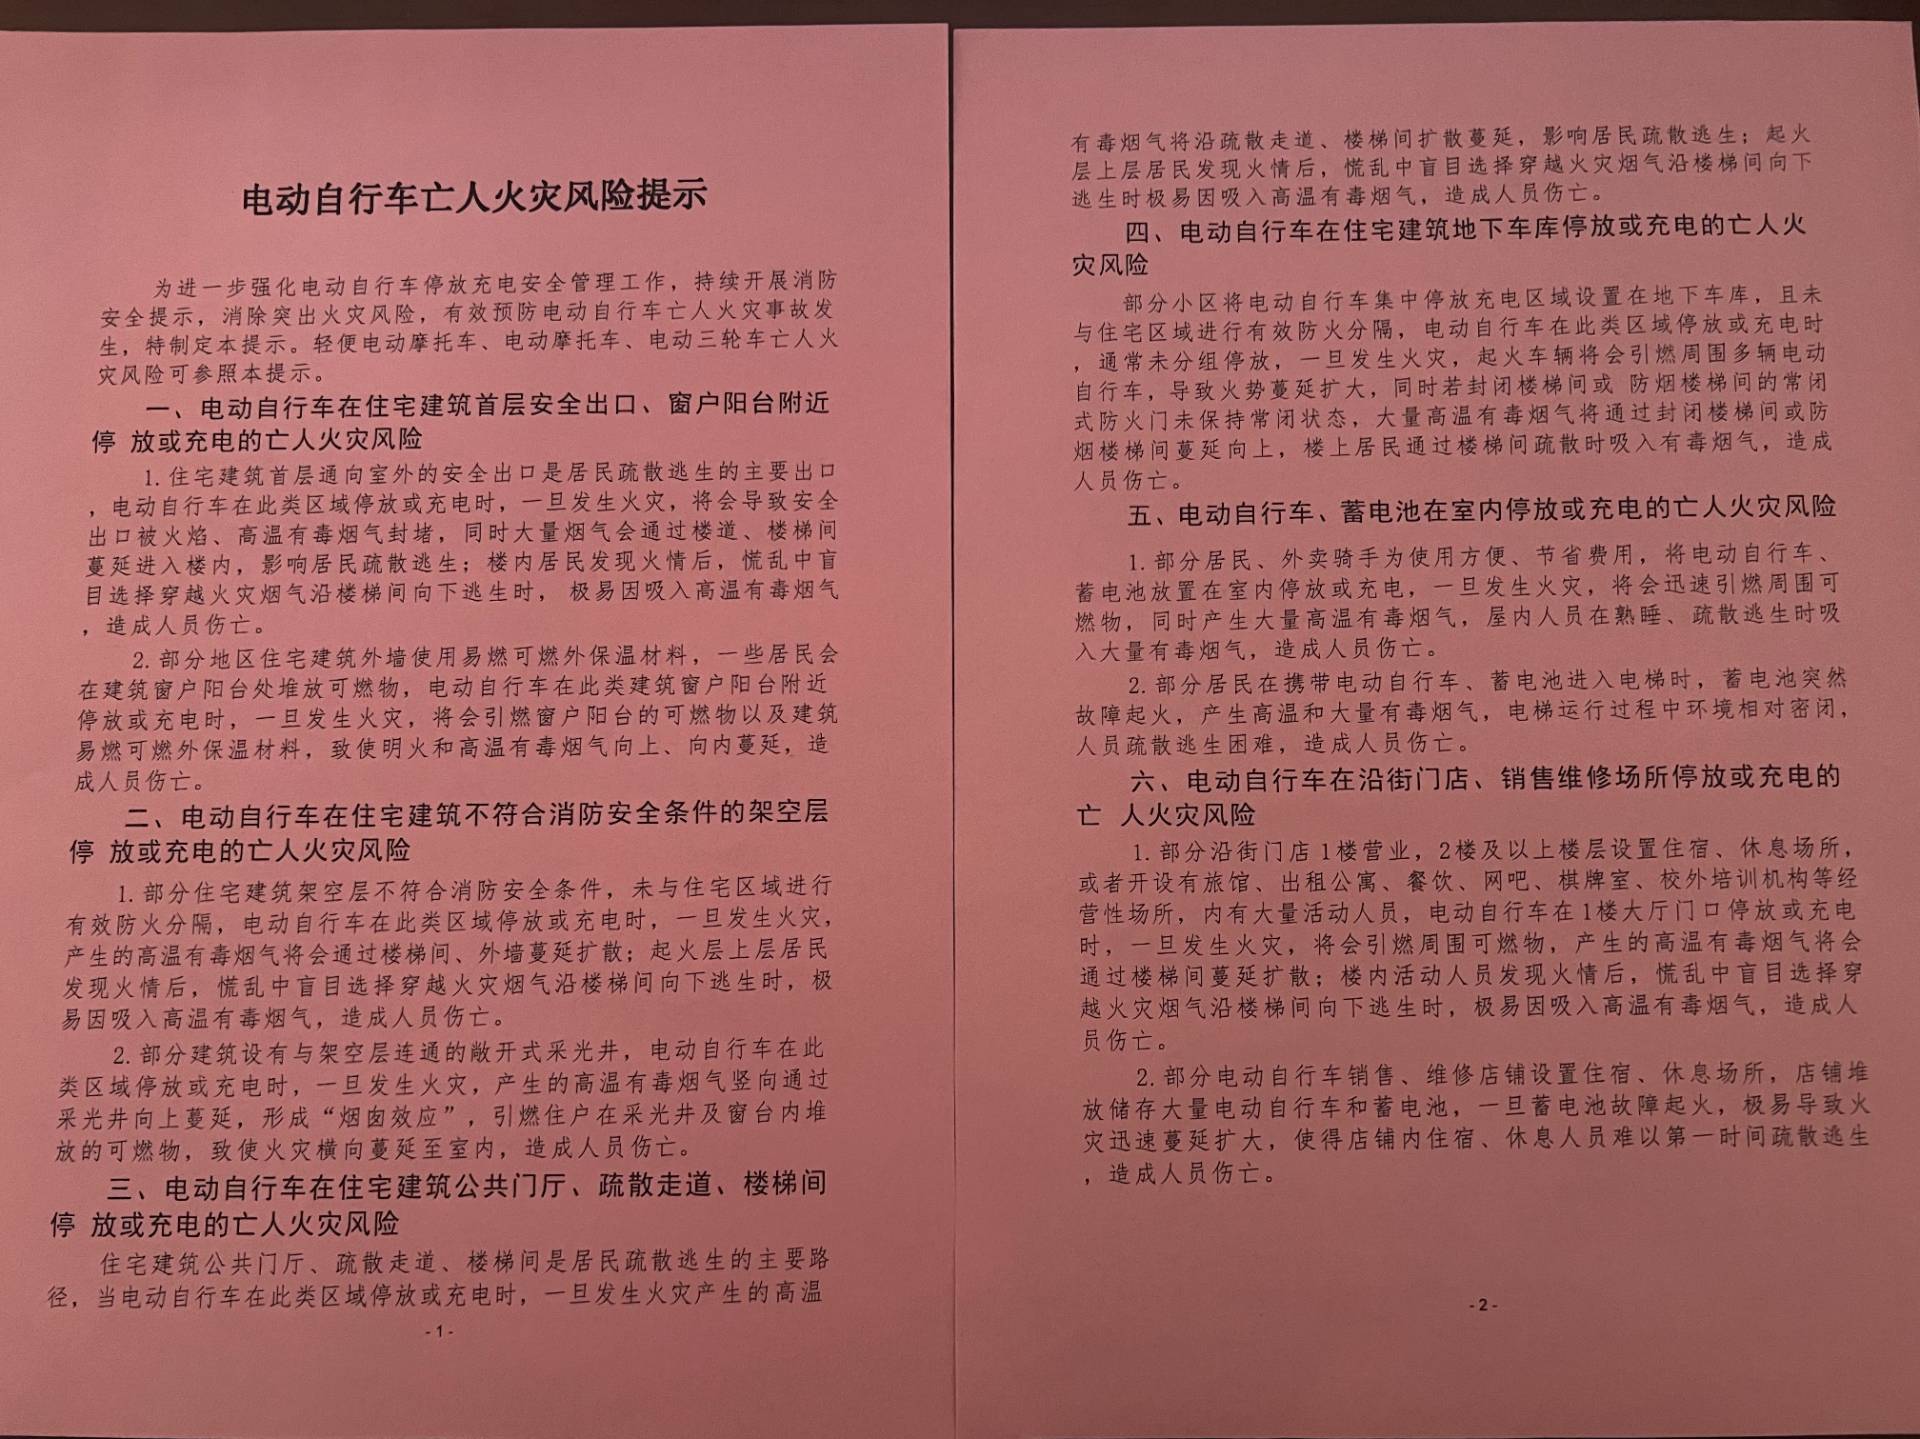 电动自行车亡人火灾风险提示
为进一步强化电动自行车停放充电安全管理工作，持续开展消防
安全提示，消除突出火灾风险，有效预防电动自行车亡人火灾事故发
生，特制定本提示。轻便电动摩托车、电动摩托车、电动三轮车亡人火
灾风险可参照本提示。
一、电动自行车在住宅建筑首层安全出口、窗户阳台附近
停 放或充电的亡人火灾风险
1.住宅建筑首层通向室外的安全出口是居民疏散逃生的主要出口
，电动自行车在此类区域停放或充电时，一旦发生火灾，将会导致安全
出口被火焰、高温有毒烟气封堵，同时大量烟气会通过楼道、楼梯间
蔓延进入楼内，影响居民疏散逃生；楼内居民发现火情后，慌乱中盲
目选择穿越火灾烟气沿楼梯间向下逃生时， 极易因吸入高温有毒烟气
，造成人员伤亡。
2.部分地区住宅建筑外墙使用易燃可燃外保温材料，一些居民会
在建筑窗户阳台处堆放可燃物，电动自行车在此类建筑窗户阳台附近
停放或充电时，一旦发生火灾，将会引燃窗户阳台的可燃物以及建筑
易燃可燃外保温材料，致使明火和高温有毒烟气向上、向内蔓延，造
成人员伤亡。
二、电动自行车在住宅建筑不符合消防安全条件的架空层
停 放或充电的亡人火灾风险
1.部分住宅建筑架空层不符合消防安全条件，未与住宅区域进行
有效防火分隔，电动自行车在此类区域停放或充电时，一旦发生火灾，
产生的高温有毒烟气将会通过楼梯间、外墙蔓延扩散；起火层上层居民
发现火情后，慌乱中盲目选择穿越火灾烟气沿楼梯间向下逃生时，极
易因吸入高温有毒烟气，造成人员伤亡。
2.部分建筑设有与架空层连通的敞开式采光井，电动自行车在此
类区域停放或充电时，一旦发生火灾，产生的高温有毒烟气竖向通过
采光井向上蔓延，形成“烟囱效应”，引燃住户在采光井及窗台内堆
放的可燃物，致使火灾横向蔓延至室内，造成人员伤亡。
三、电动自行车在住宅建筑公共门厅、疏散走道、楼梯间
停 放或充电的亡人火灾风险
住宅建筑公共门厅、疏散走道、楼梯间是居民疏散逃生的主要路
径，当电动自行车在此类区域停放或充电时，一旦发生火灾产生的高温
-1-
有毒烟气将沿疏散走道、楼梯间扩散蔓延，影响居民疏散逃生；起火
层上层居民发现火情后，慌乱中盲目选择穿越火灾烟气沿楼梯间向下
逃生时极易因吸入高温有毒烟气，造成人员伤亡。
四、电动自行车在住宅建筑地下车库停放或充电的亡人火
灾风险
部分小区将电动自行车集中停放充电区域设置在地下车库，且未
与住宅区域进行有效防火分隔，电动自行车在此类区域停放或充电时
，通常未分组停放，一旦发生火灾，起火车辆将会引燃周围多辆电动
自行车，导致火势蔓延扩大，同时若封闭楼梯间或 防烟楼梯间的常闭
式防火门未保持常闭状态，大量高温有毒烟气将通过封闭楼梯间或防
烟楼梯间蔓延向上，楼上居民通过楼梯间疏散时吸入有毒烟气，造成
人员伤亡。
五、电动自行车、蓄电池在室内停放或充电的亡人火灾风险
1.部分居民、外卖骑手为使用方便、节省费用，将电动自行车、
蓄电池放置在室内停放或充电，一旦发生火灾，将会迅速引燃周围可
燃物，同时产生大量高温有毒烟气，屋内人员在熟睡、疏散逃生时吸
入大量有毒烟气，造成人员伤亡。
2.部分居民在携带电动自行车、蓄电池进入电梯时，蓄电池突然
故障起火，产生高温和大量有毒烟气，电梯运行过程中环境相对密闭，
人员疏散逃生困难，造成人员伤亡。
六、电动自行车在沿街门店、销售维修场所停放或充电的
亡 人火灾风险
1.部分沿街门店1楼营业，2楼及以上楼层设置住宿、休息场所，
或者开设有旅馆、出租公寓、餐饮、网吧、棋牌室、校外培训机构等经
营性场所，内有大量活动人员，电动自行车在1楼大厅门口停放或充电
时，一旦发生火灾，将会引燃周围可燃物，产生的高温有毒烟气将会
通过楼梯间蔓延扩散；楼内活动人员发现火情后，慌乱中盲目选择穿
越火灾烟气沿楼梯间向下逃生时，极易因吸入高温有毒烟气，造成人
员伤亡。
2.部分电动自行车销售、维修店铺设置住宿、休息场所，店铺堆
放储存大量电动自行车和蓄电池，一旦蓄电池故障起火，极易导致火
灾迅速蔓延扩大，使得店铺内住宿、休息人员难以第一时间疏散逃生
，造成人员伤亡。
-2-